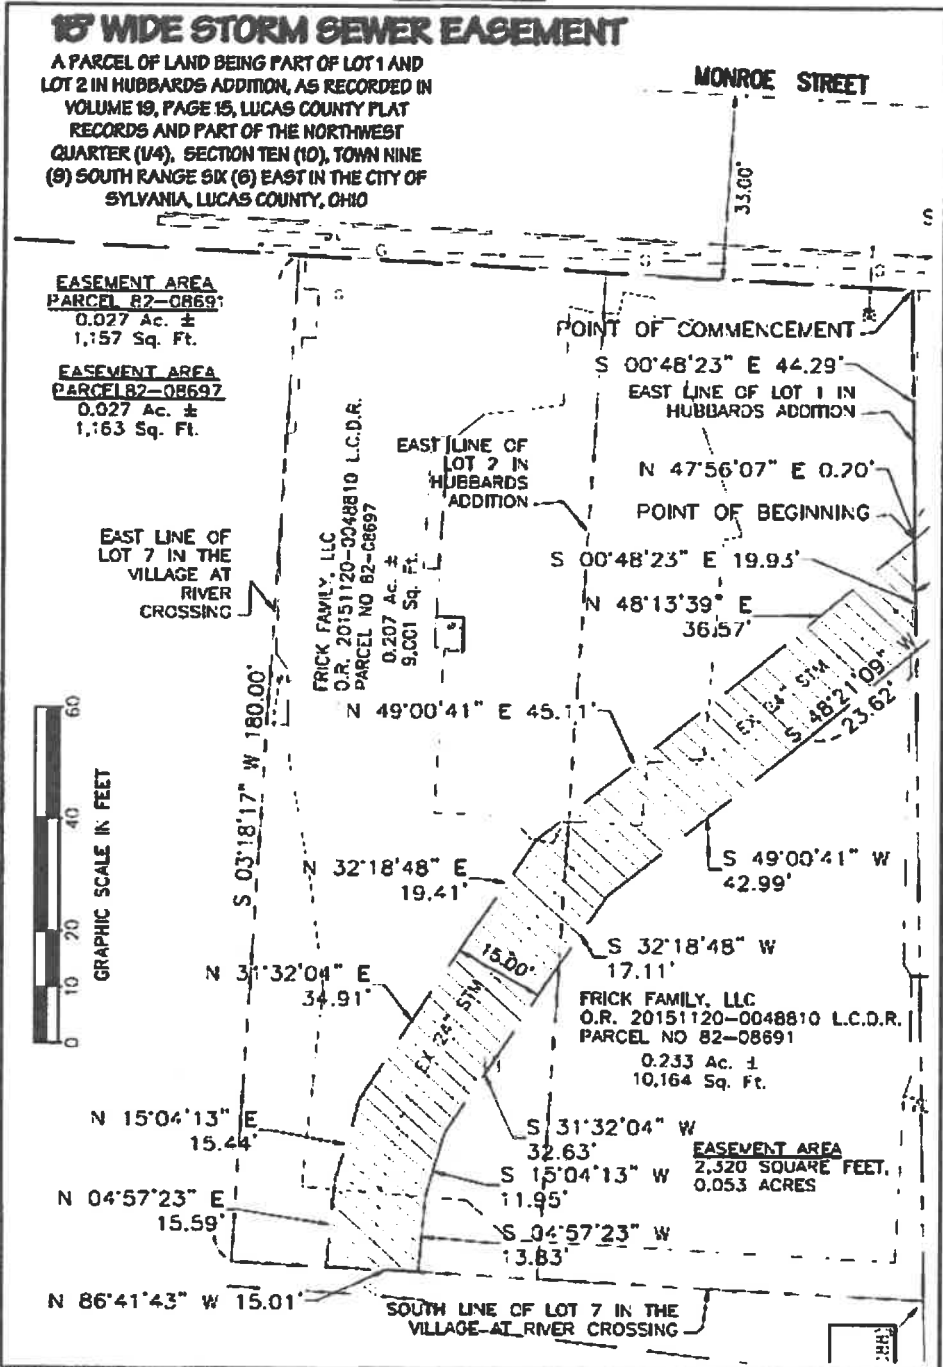 15' WIDE STORM SEWER EASEMENT
A PARCEL OF LAND BEING PART OF LOT 1 AND
LOT 2 IN HUBBARDS ADDITION, AS RECORDED IN
VOLUME 19, PAGE 15, LUCAS COUNTY PLAT
RECORDS AND PART OF THE NORTHWEST
QUARTER (1/4), SECTION TEN (10), TOWN NINE
(9) SOUTH RANGE SIX (6) EAST IN THE CITY OF
SYLVANIA, LUCAS COUNTY, OHIO
MONROE STREET
33.00'
S
G
G
G
S
EASEMENT AREA
PARCEL 82-08691
0.027 Ac. ±
1,157 Sq. Ft.
EASEMENT AREA
PARCEL82-08697
0.027 Ac. ±
1,163 Sq. Ft.
POINT OF COMMENCEMENT
S 00°48'23" E 44.29'
EAST LINE OF LOT 1 IN
HUBBARDS ADDITION
EAST LINE OF
LOT 2 IN
HUBBARDS
ADDITION
N 47°56'07" E 0.20'
POINT OF BEGINNING
S 00°48'23" E 19.93'
N 48°13'39" E
36.57'
EAST LINE OF
LOT 7 IN THE
VILLAGE AT
RIVER
CROSSING
FRICK FAMILY, LLC
O.R. 20151120-0048810 L.C.D.R.
PARCEL NO 82-08697
0.207 Ac. ±
9,001 Sq. Ft.
N 49°00'41" E 45.11'
EX 24" STM
S 48°21'09" W
23.62'
S 03°18'17" W 180.00'
60
40
20
10
0
GRAPHIC SCALE IN FEET
N 32°18'48" E
19.41'
S 49°00'41" W
42.99'
S 32°18'48" W
17.11'
15.00'
N 31°32'04" E
34.91'
EX 24" STM
FRICK FAMILY, LLC
O.R. 20151120-0048810 L.C.D.R.
PARCEL NO 82-08691
0.233 Ac. ±
10,164 Sq. Ft.
N 15°04'13" E
15.44'
S 31°32'04" W
32.63'
S 15°04'13" W
11.95'
EASEMENT AREA
2,320 SQUARE FEET,
0.053 ACRES
N 04°57'23" E
15.59'
S 04°57'23" W
13.83'
N 86°41'43" W 15.01'
SOUTH LINE OF LOT 7 IN THE
VILLAGE AT RIVER CROSSING